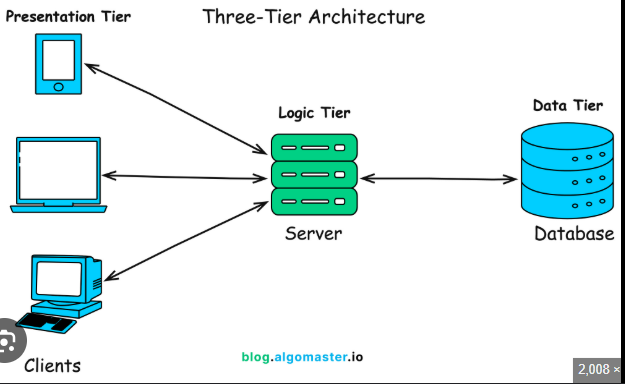 Presentation Tier
Three-Tier Architecture
Logic Tier
Data Tier
Server
Database
Clients
blog.algomaster.io
2,008 ×